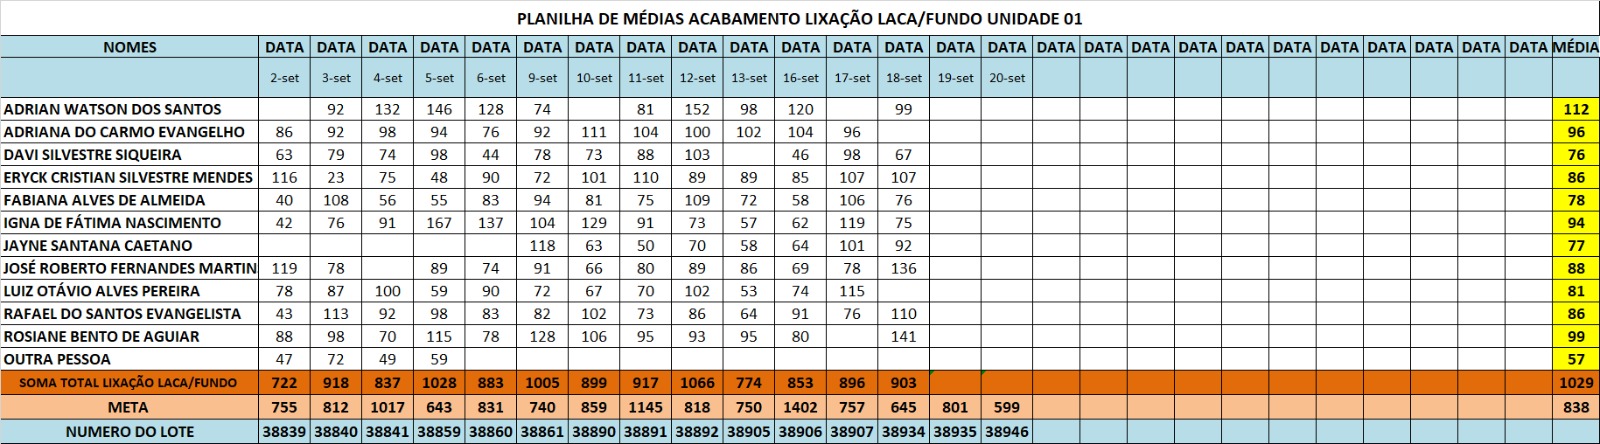 PLANILHA DE MÉDIAS ACABAMENTO LIXAÇÃO LACA/FUNDO UNIDADE 01
NOMES DATA DATA DATA DATA DATA DATA DATA DATA DATA DATA DATA DATA DATA DATA DATA DATA DATA DATA DATA DATA DATA DATA DATA DATA DATA MÉDIA
2-set 3-set 4-set 5-set 6-set 9-set 10-set 11-set 12-set 13-set 16-set 17-set 18-set 19-set 20-set
ADRIAN WATSON DOS SANTOS 92 132 146 128 74 81 152 98 120 99 112
ADRIANA DO CARMO EVANGELHO 86 92 98 94 76 92 111 104 100 102 104 96 96
DAVI SILVESTRE SIQUEIRA 63 79 74 98 44 78 73 88 103 46 98 67 76
ERYCK CRISTIAN SILVESTRE MENDES 116 23 75 48 90 72 101 110 89 89 85 107 107 86
FABIANA ALVES DE ALMEIDA 40 108 56 55 83 94 81 75 109 72 58 106 76 78
IGNA DE FÁTIMA NASCIMENTO 42 76 91 167 137 104 129 91 73 57 62 119 75 94
JAYNE SANTANA CAETANO 118 63 50 70 58 64 101 92 77
JOSÉ ROBERTO FERNANDES MARTIN 119 78 89 74 91 66 80 89 86 69 78 136 88
LUIZ OTÁVIO ALVES PEREIRA 78 87 100 59 90 72 67 70 102 53 74 115 81
RAFAEL DO SANTOS EVANGELISTA 43 113 92 98 83 82 102 73 86 64 91 76 110 86
ROSIANE BENTO DE AGUIAR 88 98 70 115 78 128 106 95 93 95 80 141 99
OUTRA PESSOA 47 72 49 59 57
SOMA TOTAL LIXAÇÃO LACA/FUNDO 722 918 837 1028 883 1005 899 917 1066 774 853 896 903 1029
META 755 812 1017 643 831 740 859 1145 818 750 1402 757 645 801 599 838
NUMERO DO LOTE 38839 38840 38841 38859 38860 38861 38890 38891 38892 38905 38906 38907 38934 38935 38946